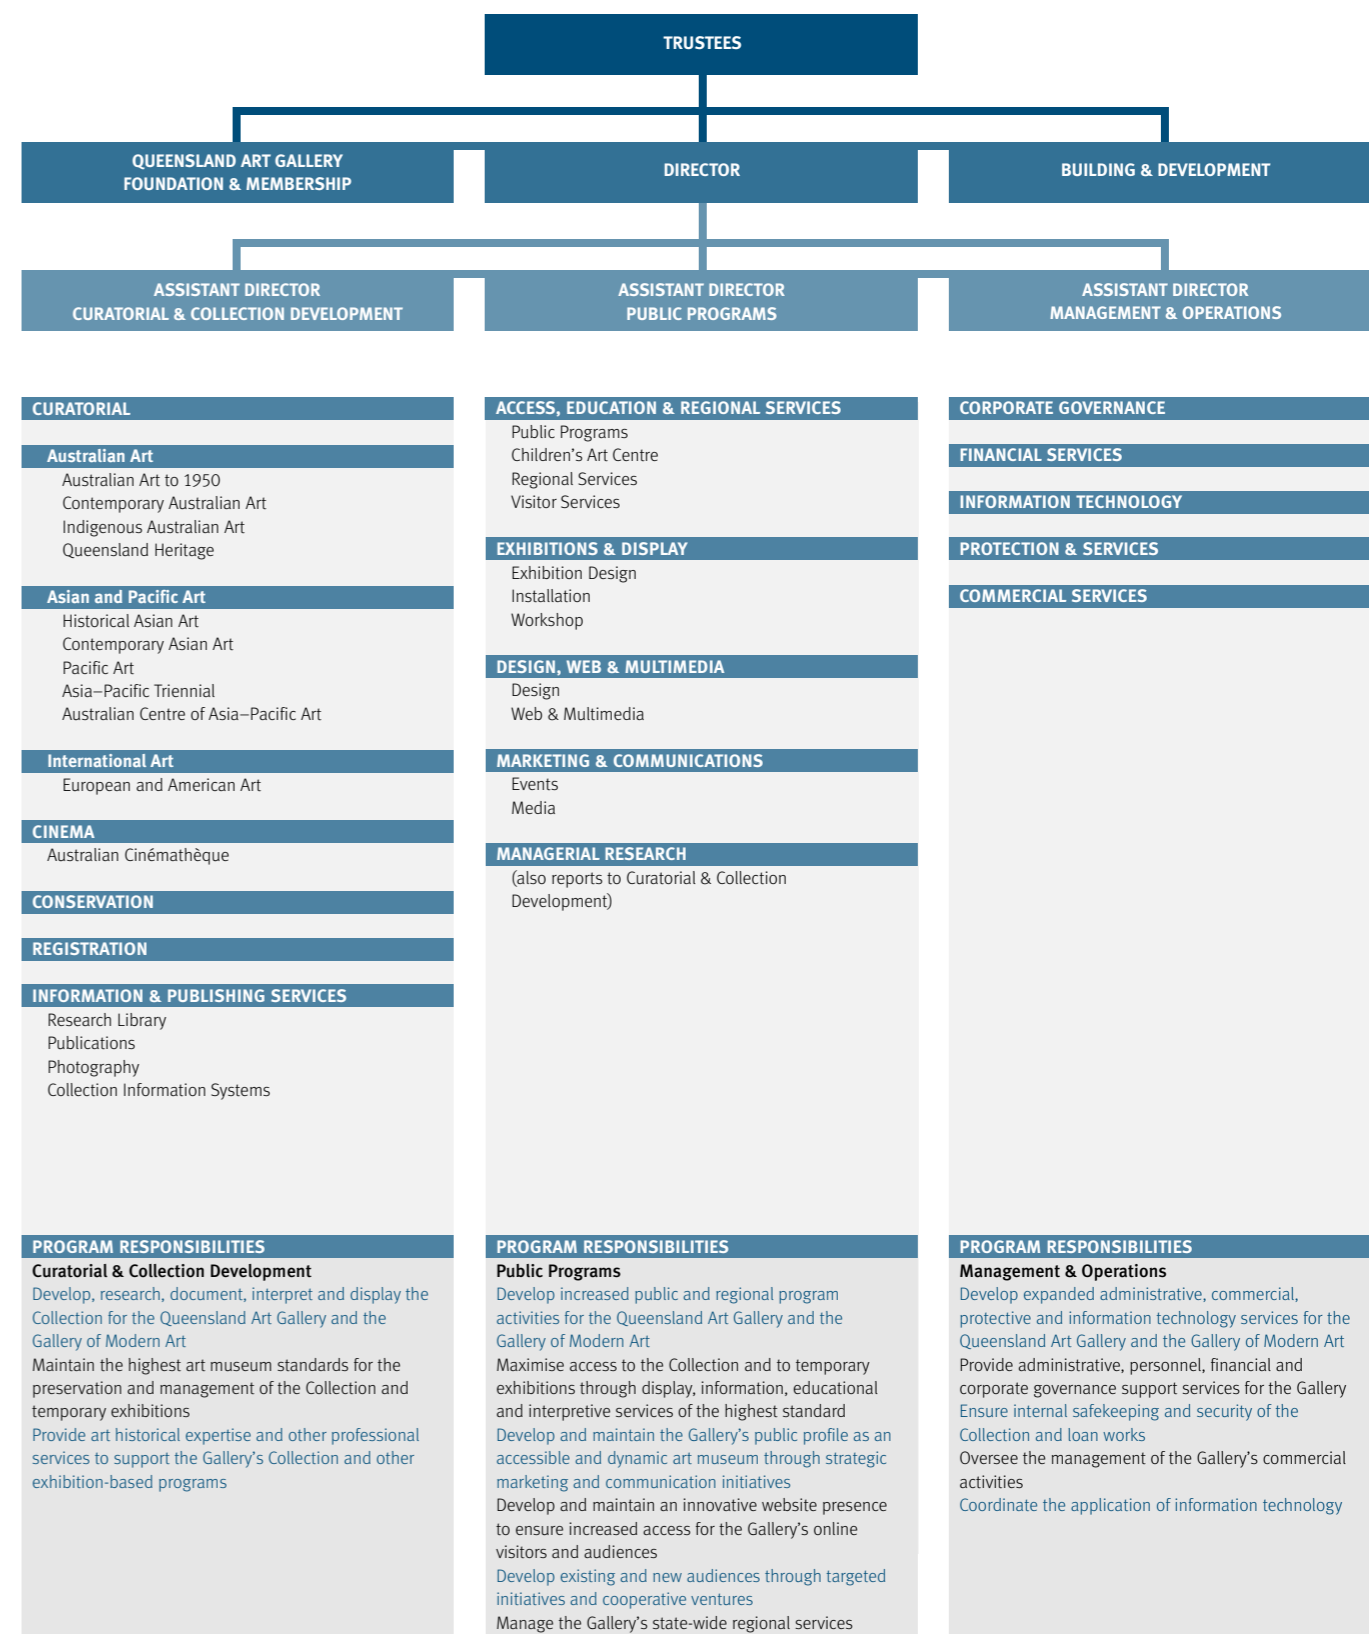 TRUSTEES
QUEENSLAND ART GALLERY
FOUNDATION & MEMBERSHIP
DIRECTOR
BUILDING & DEVELOPMENT
ASSISTANT DIRECTOR
CURATORIAL & COLLECTION DEVELOPMENT
ASSISTANT DIRECTOR
PUBLIC PROGRAMS
ASSISTANT DIRECTOR
MANAGEMENT & OPERATIONS
CURATORIAL
Australian Art
Australian Art to 1950
Contemporary Australian Art
Indigenous Australian Art
Queensland Heritage
Asian and Pacific Art
Historical Asian Art
Contemporary Asian Art
Pacific Art
Asia–Pacific Triennial
Australian Centre of Asia–Pacific Art
International Art
European and American Art
CINEMA
Australian Cinémathèque
CONSERVATION
REGISTRATION
INFORMATION & PUBLISHING SERVICES
Research Library
Publications
Photography
Collection Information Systems
PROGRAM RESPONSIBILITIES
Curatorial & Collection Development
Develop, research, document, interpret and display the
Collection for the Queensland Art Gallery and the
Gallery of Modern Art
Maintain the highest art museum standards for the
preservation and management of the Collection and
temporary exhibitions
Provide art historical expertise and other professional
services to support the Gallery's Collection and other
exhibition-based programs
ACCESS, EDUCATION & REGIONAL SERVICES
Public Programs
Children's Art Centre
Regional Services
Visitor Services
EXHIBITIONS & DISPLAY
Exhibition Design
Installation
Workshop
DESIGN, WEB & MULTIMEDIA
Design
Web & Multimedia
MARKETING & COMMUNICATIONS
Events
Media
MANAGERIAL RESEARCH
(also reports to Curatorial & Collection
Development)
PROGRAM RESPONSIBILITIES
Public Programs
Develop increased public and regional program
activities for the Queensland Art Gallery and the
Gallery of Modern Art
Maximise access to the Collection and to temporary
exhibitions through display, information, educational
and interpretive services of the highest standard
Develop and maintain the Gallery's public profile as an
accessible and dynamic art museum through strategic
marketing and communication initiatives
Develop and maintain an innovative website presence
to ensure increased access for the Gallery's online
visitors and audiences
Develop existing and new audiences through targeted
initiatives and cooperative ventures
Manage the Gallery's state-wide regional services
CORPORATE GOVERNANCE
FINANCIAL SERVICES
INFORMATION TECHNOLOGY
PROTECTION & SERVICES
COMMERCIAL SERVICES
PROGRAM RESPONSIBILITIES
Management & Operations
Develop expanded administrative, commercial,
protective and information technology services for the
Queensland Art Gallery and the Gallery of Modern Art
Provide administrative, personnel, financial and
corporate governance support services for the Gallery
Ensure internal safekeeping and security of the
Collection and loan works
Oversee the management of the Gallery's commercial
activities
Coordinate the application of information technology